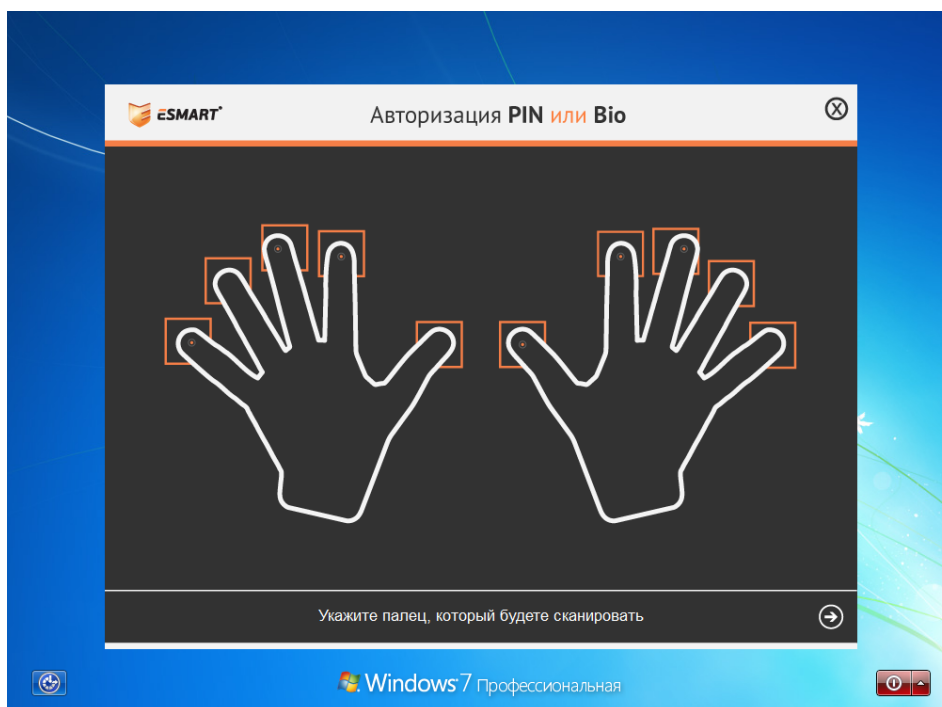 ESMART
Авторизация PIN или Bio
Укажите палец, который будете сканировать
Windows 7 Профессиональная